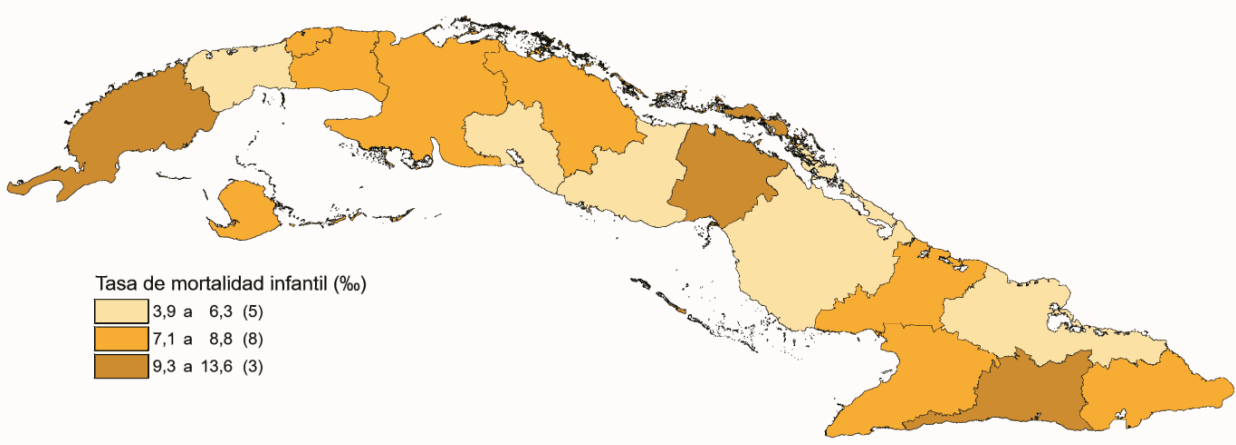 Tasa de mortalidad infantil (‰)
3,9 a 6,3 (5)
7,1 a 8,8 (8)
9,3 a 13,6 (3)